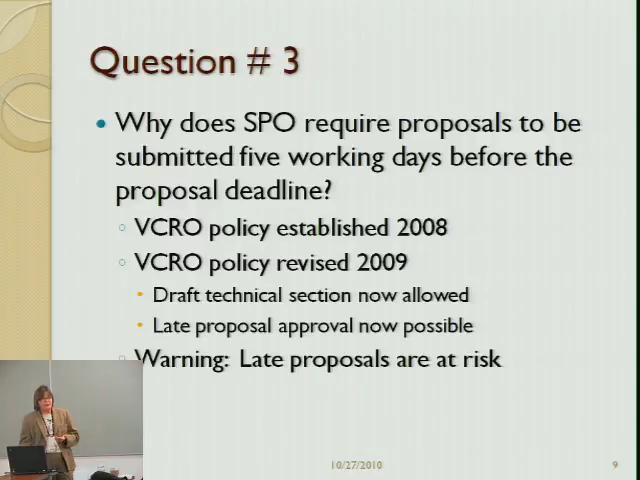 Question # 3
Why does SPO require proposals to be
submitted five working days before the
proposal deadline?
VCRO policy established 2008
VCRO policy revised 2009
Draft technical section now allowed
Late proposal approval now possible
Warning: Late proposals are at risk
10/27/2010
9